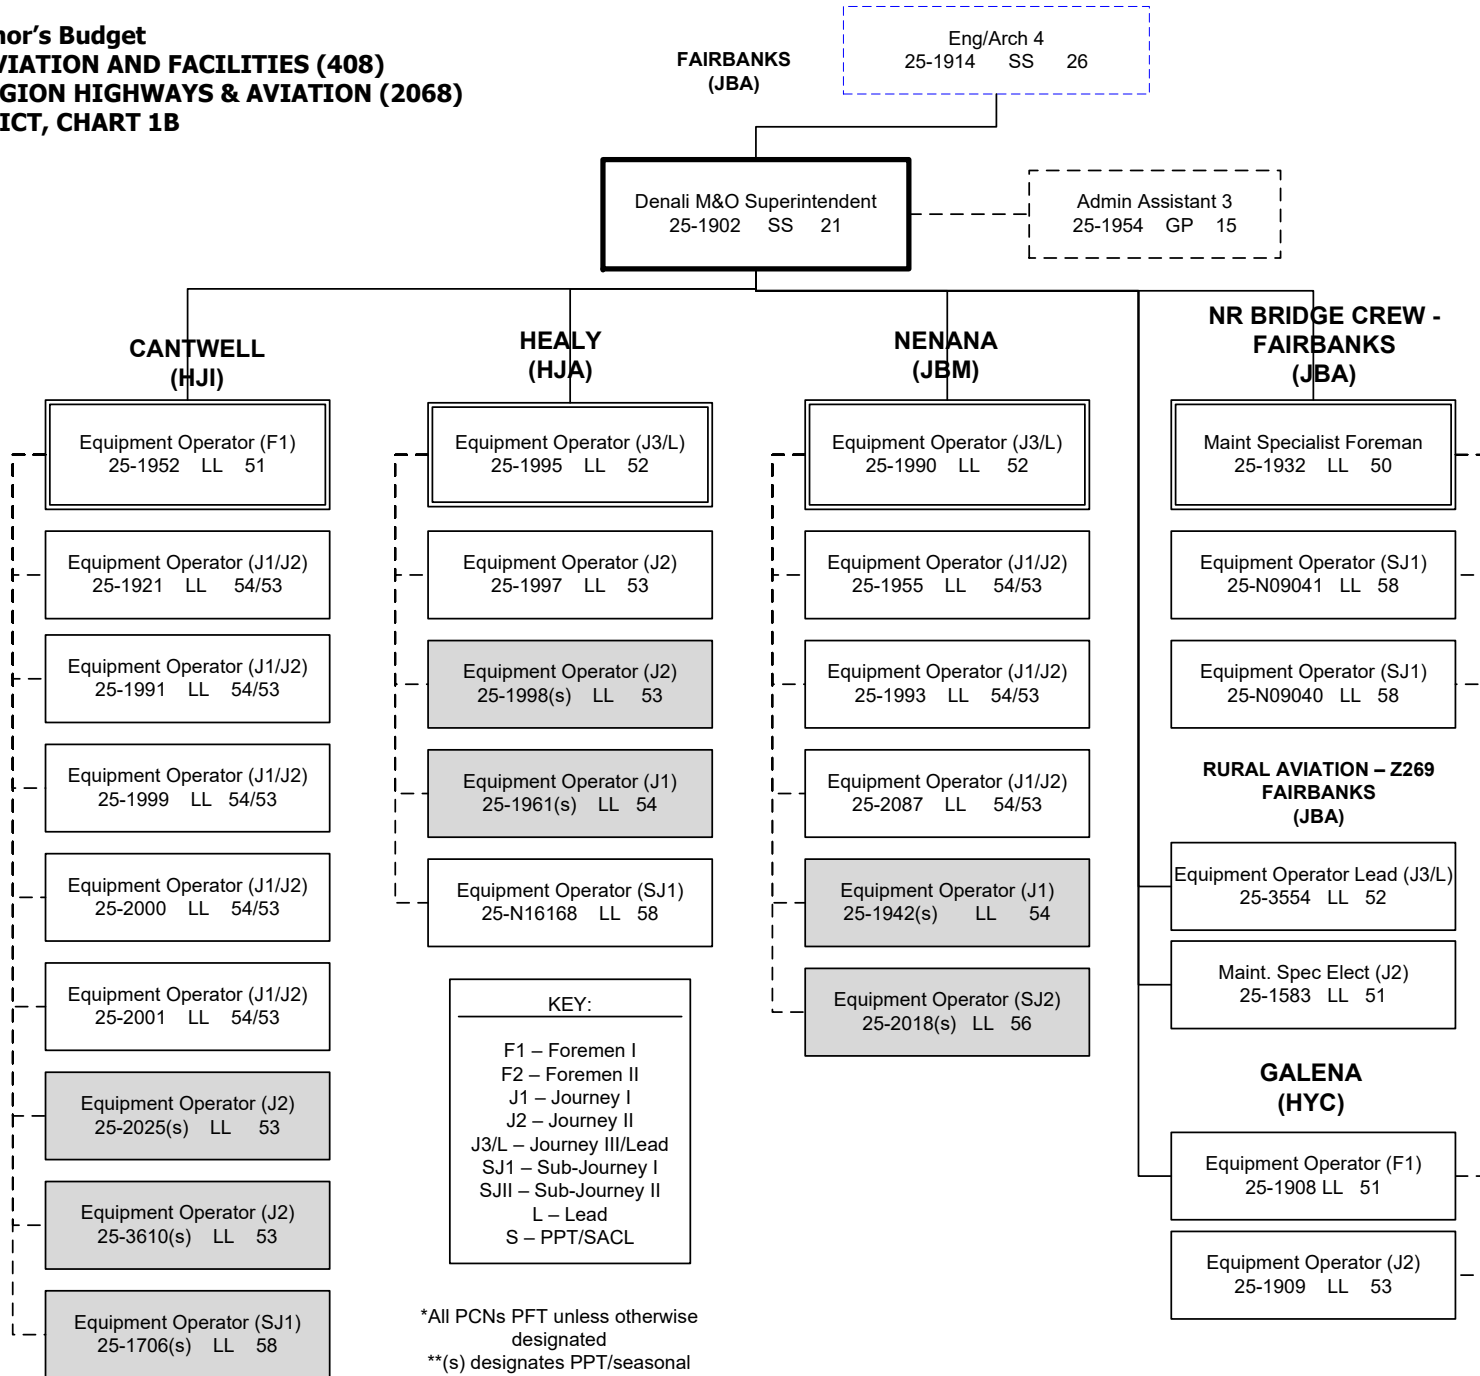 nor's Budget
VIATION AND FACILITIES (408)
GION HIGHWAYS & AVIATION (2068)
ICT, CHART 1B
FAIRBANKS
(JBA)
Eng/Arch 4
25-1914 SS 26
Denali M&O Superintendent
25-1902 SS 21
Admin Assistant 3
25-1954 GP 15
CANTWELL
(HJI)
Equipment Operator (F1)
25-1952 LL 51
Equipment Operator (J1/J2)
25-1921 LL 54/53
Equipment Operator (J1/J2)
25-1991 LL 54/53
Equipment Operator (J1/J2)
25-1999 LL 54/53
Equipment Operator (J1/J2)
25-2000 LL 54/53
Equipment Operator (J1/J2)
25-2001 LL 54/53
Equipment Operator (J2)
25-2025(s) LL 53
Equipment Operator (J2)
25-3610(s) LL 53
Equipment Operator (SJ1)
25-1706(s) LL 58
HEALY
(HJA)
Equipment Operator (J3/L)
25-1995 LL 52
Equipment Operator (J2)
25-1997 LL 53
Equipment Operator (J2)
25-1998(s) LL 53
Equipment Operator (J1)
25-1961(s) LL 54
Equipment Operator (SJ1)
25-N16168 LL 58
KEY:
F1 – Foremen I
F2 – Foremen II
J1 – Journey I
J2 – Journey II
J3/L – Journey III/Lead
SJ1 – Sub-Journey I
SJII – Sub-Journey II
L – Lead
S – PPT/SACL
*All PCNs PFT unless otherwise
designated
**(s) designates PPT/seasonal
NENANA
(JBM)
Equipment Operator (J3/L)
25-1990 LL 52
Equipment Operator (J1/J2)
25-1955 LL 54/53
Equipment Operator (J1/J2)
25-1993 LL 54/53
Equipment Operator (J1/J2)
25-2087 LL 54/53
Equipment Operator (J1)
25-1942(s) LL 54
Equipment Operator (SJ2)
25-2018(s) LL 56
NR BRIDGE CREW -
FAIRBANKS
(JBA)
Maint Specialist Foreman
25-1932 LL 50
Equipment Operator (SJ1)
25-N09041 LL 58
Equipment Operator (SJ1)
25-N09040 LL 58
RURAL AVIATION – Z269
FAIRBANKS
(JBA)
Equipment Operator Lead (J3/L)
25-3554 LL 52
Maint. Spec Elect (J2)
25-1583 LL 51
GALENA
(HYC)
Equipment Operator (F1)
25-1908 LL 51
Equipment Operator (J2)
25-1909 LL 53